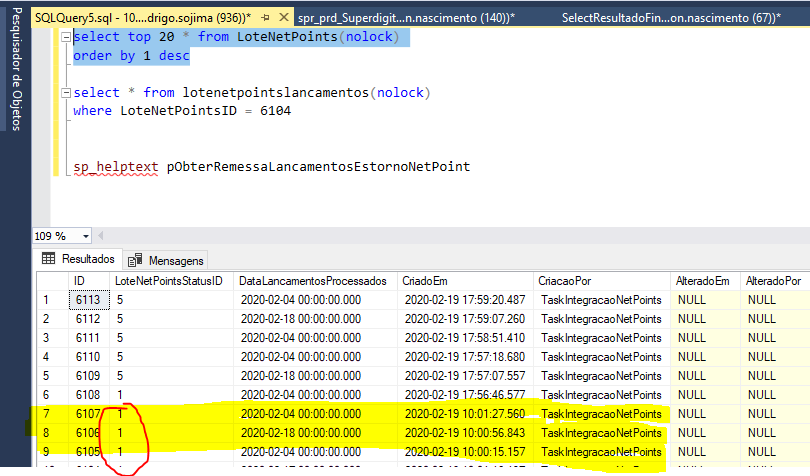 SQLQuery5.sql - 10....drigo.sojima (936))*
spr_prd_Superdigit...n.nascimento (140))*
SelectResultadoFin...on.nascimento (67))*
Pesquisador de Objetos
select top 20 * from LoteNetPoints(nolock)
order by 1 desc
select * from lotenetpointslancamentos(nolock)
where LoteNetPointsID = 6104
sp_helptext pObterRemessaLancamentosEstornoNetPoint
109 %
Resultados Mensagens
ID LoteNetPointsStatusID DataLancamentosProcessados CriadoEm CriacaoPor AlteradoEm AlteradoPor
1 6113 5 2020-02-04 00:00:00.000 2020-02-19 17:59:20.487 TaskIntegracaoNetPoints NULL NULL
2 6112 5 2020-02-18 00:00:00.000 2020-02-19 17:59:07.260 TaskIntegracaoNetPoints NULL NULL
3 6111 5 2020-02-04 00:00:00.000 2020-02-19 17:58:51.410 TaskIntegracaoNetPoints NULL NULL
4 6110 5 2020-02-04 00:00:00.000 2020-02-19 17:57:18.680 TaskIntegracaoNetPoints NULL NULL
5 6109 5 2020-02-18 00:00:00.000 2020-02-19 17:57:07.557 TaskIntegracaoNetPoints NULL NULL
6 6108 1 2020-02-04 00:00:00.000 2020-02-19 17:56:46.577 TaskIntegracaoNetPoints NULL NULL
7 6107 1 2020-02-04 00:00:00.000 2020-02-19 10:01:27.560 TaskIntegracaoNetPoints NULL NULL
8 6106 1 2020-02-18 00:00:00.000 2020-02-19 10:00:56.843 TaskIntegracaoNetPoints NULL NULL
9 6105 1 2020-02-04 00:00:00.000 2020-02-19 10:00:15.157 TaskIntegracaoNetPoints NULL NULL